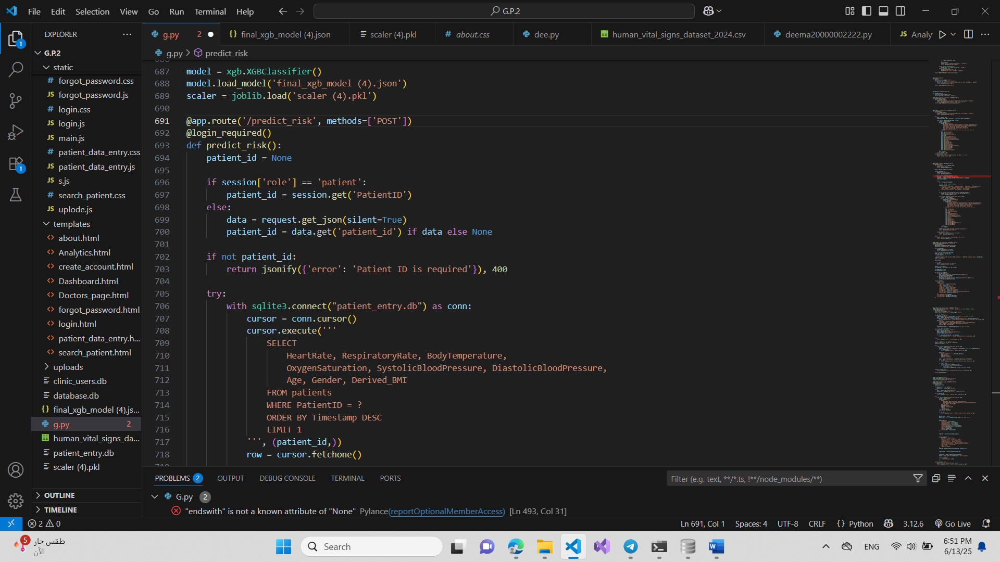 File Edit Selection View Go Run Terminal Help
G.P.2
EXPLORER
G.P.2
static
forgot_password.css
forgot_password.js
login.css
login.js
main.js
patient_data_entry.css
patient_data_entry.js
s.js
search_patient.css
uplode.js
templates
about.html
Analytics.html
create_account.html
Dashboard.html
Doctors_page.html
forgot_password.html
login.html
patient_data_entry.h...
search_patient.html
uploads
clinic_users.db
database.db
final_xgb_model (4).js...
g.py 2
human_vital_signs_da...
patient_entry.db
scaler (4).pkl
OUTLINE
TIMELINE
g.py 2 final_xgb_model (4).json scaler (4).pkl about.css dee.py human_vital_signs_dataset_2024.csv deema20000002222.py Analy
g.py > predict_risk
687 model = xgb.XGBClassifier()
688 model.load_model('final_xgb_model (4).json')
689 scaler = joblib.load('scaler (4).pkl')
690
691 @app.route('/predict_risk', methods=['POST'])
692 @login_required()
693 def predict_risk():
694 patient_id = None
695
696 if session['role'] == 'patient':
697 patient_id = session.get('PatientID')
698 else:
699 data = request.get_json(silent=True)
700 patient_id = data.get('patient_id') if data else None
701
702 if not patient_id:
703 return jsonify({'error': 'Patient ID is required'}), 400
704
705 try:
706 with sqlite3.connect("patient_entry.db") as conn:
707 cursor = conn.cursor()
708 cursor.execute('''
709 SELECT
710 HeartRate, RespiratoryRate, BodyTemperature,
711 OxygenSaturation, SystolicBloodPressure, DiastolicBloodPressure,
712 Age, Gender, Derived_BMI
713 FROM patients
714 WHERE PatientID = ?
715 ORDER BY Timestamp DESC
716 LIMIT 1
717 ''', (patient_id,))
718 row = cursor.fetchone()
PROBLEMS 2 OUTPUT DEBUG CONSOLE TERMINAL PORTS
Filter (e.g. text, **/*.ts, !**/node_modules/**)
G.py 2
"endswith" is not a known attribute of "None" Pylance(reportOptionalMemberAccess) [Ln 493, Col 31]
2 0
Ln 691, Col 1 Spaces: 4 UTF-8 CRLF {} Python 3.12.6 Go Live
5 طقس حار
الآن
Search
ENG
6:51 PM
6/13/25